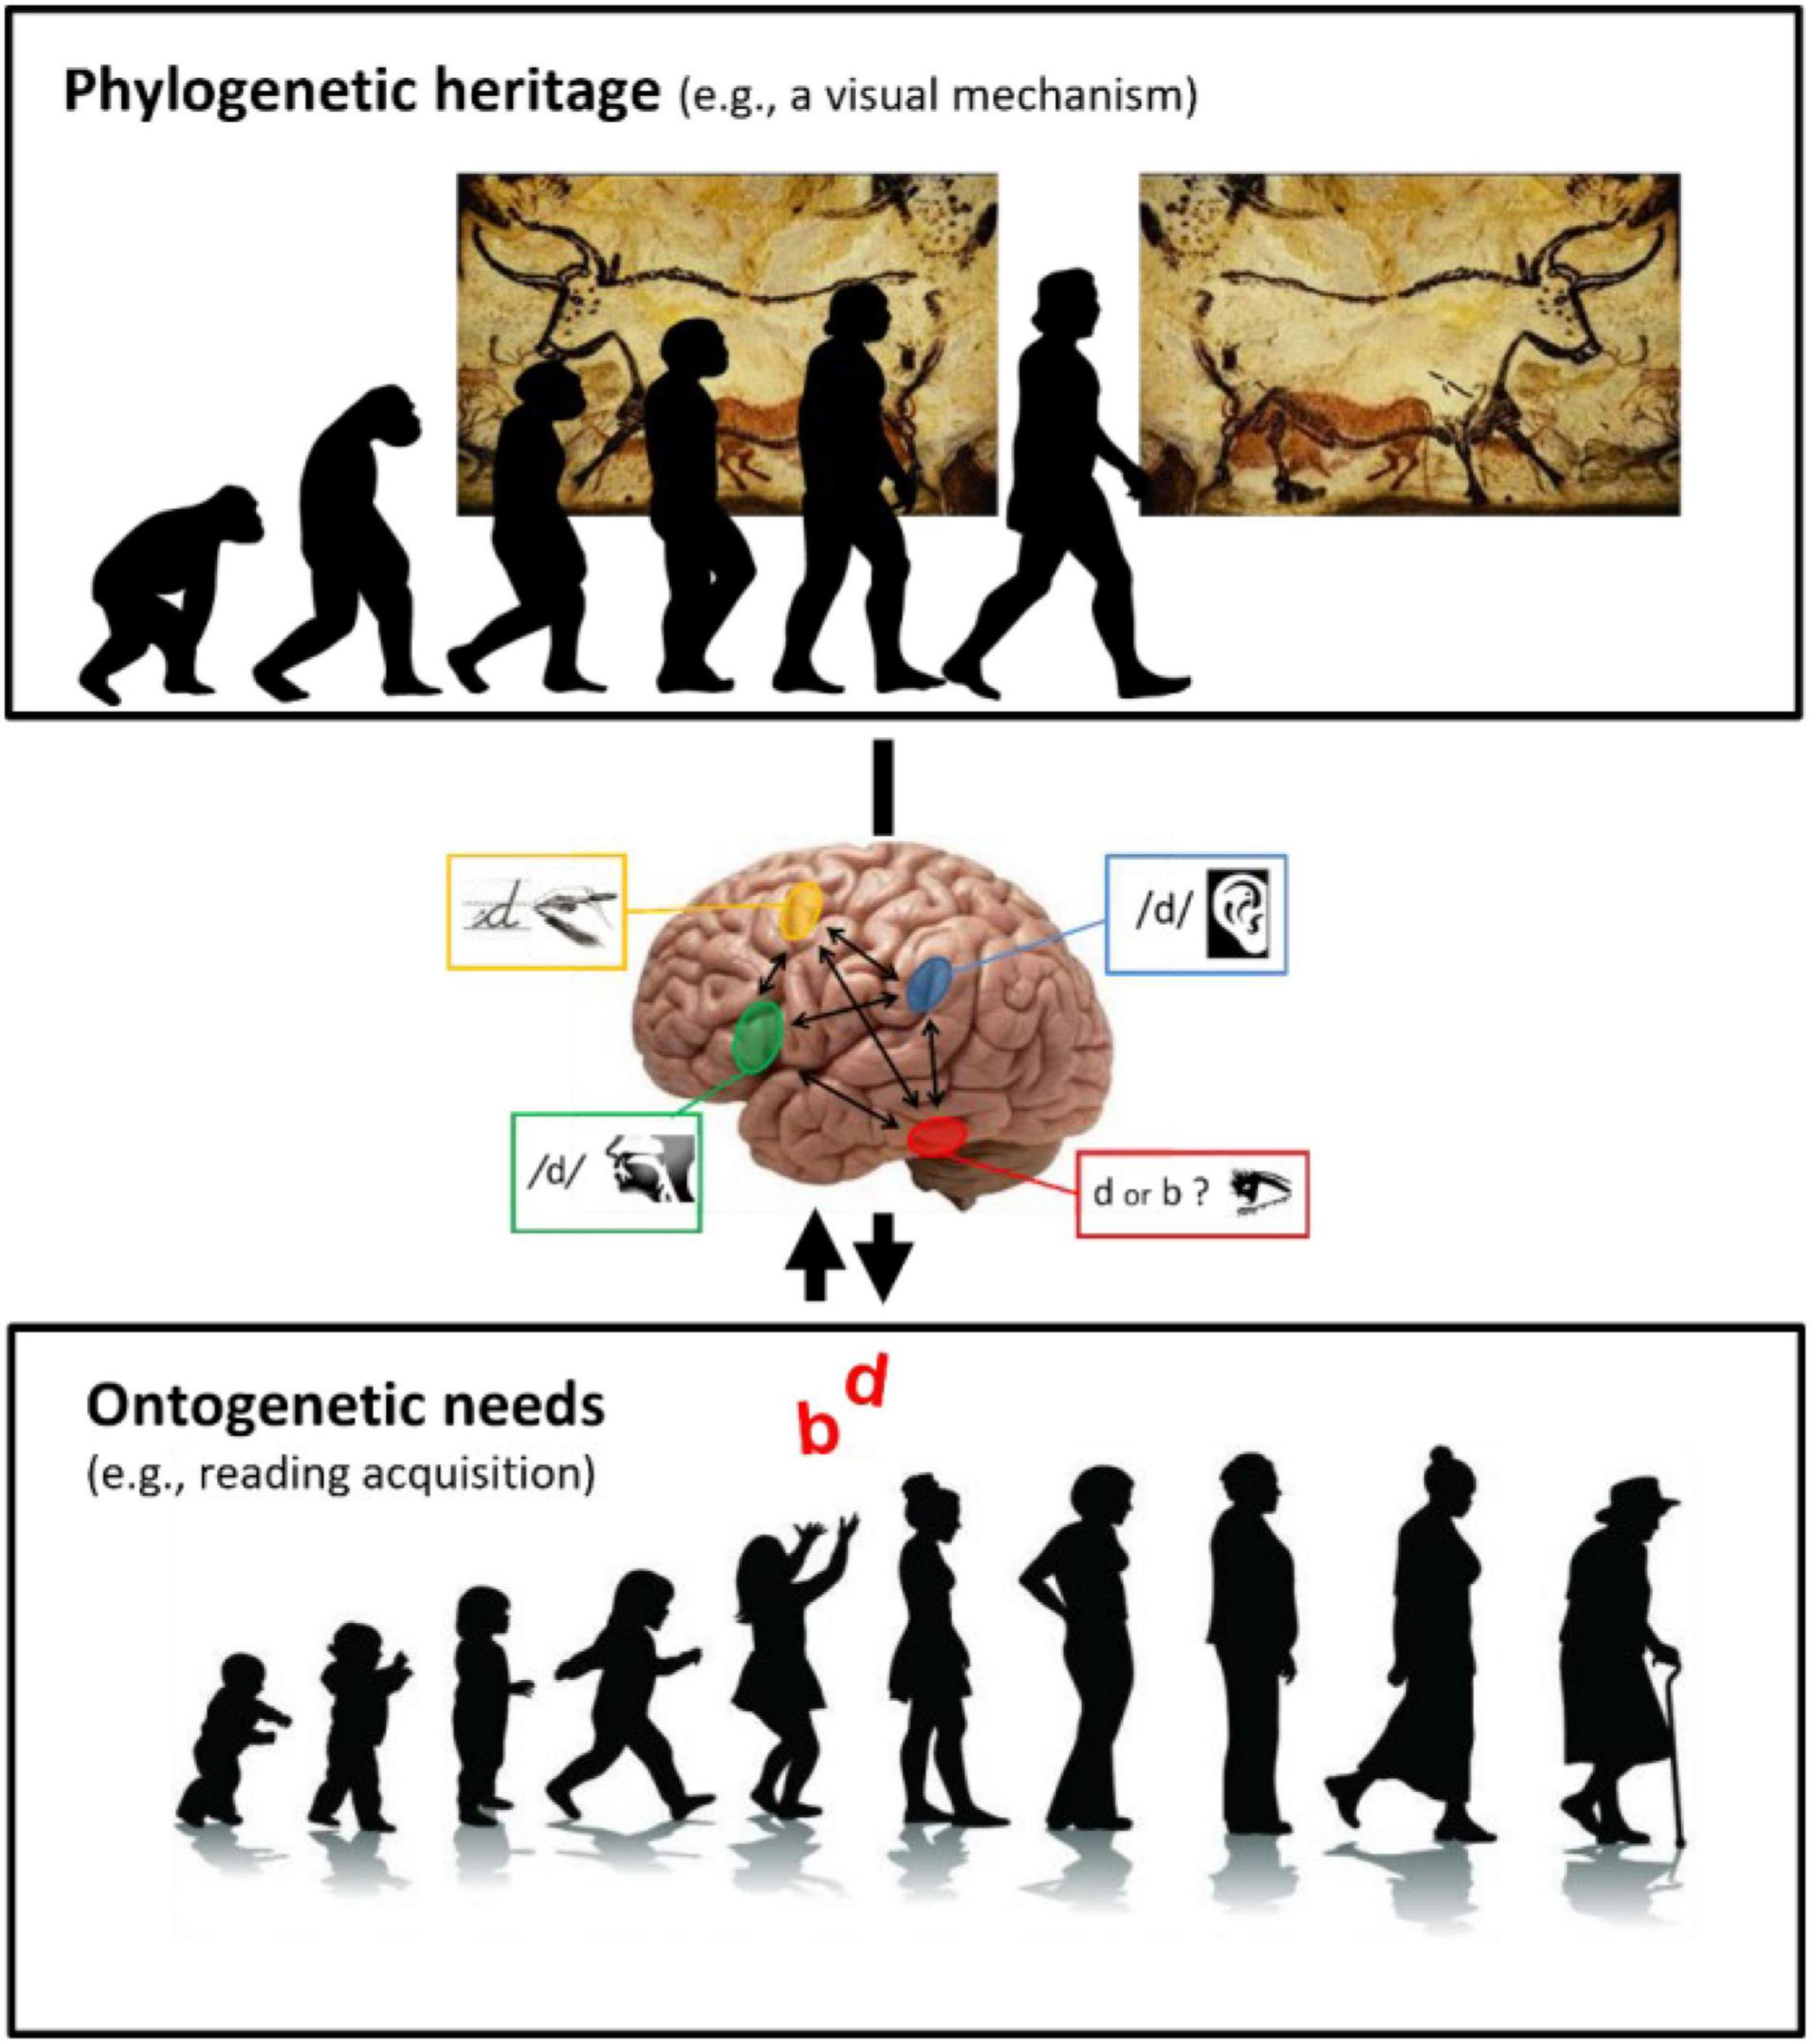 Phylogenetic heritage (e.g., a visual mechanism)
d
/d/
/d/
d or b ?
Ontogenetic needs
(e.g., reading acquisition)
b d